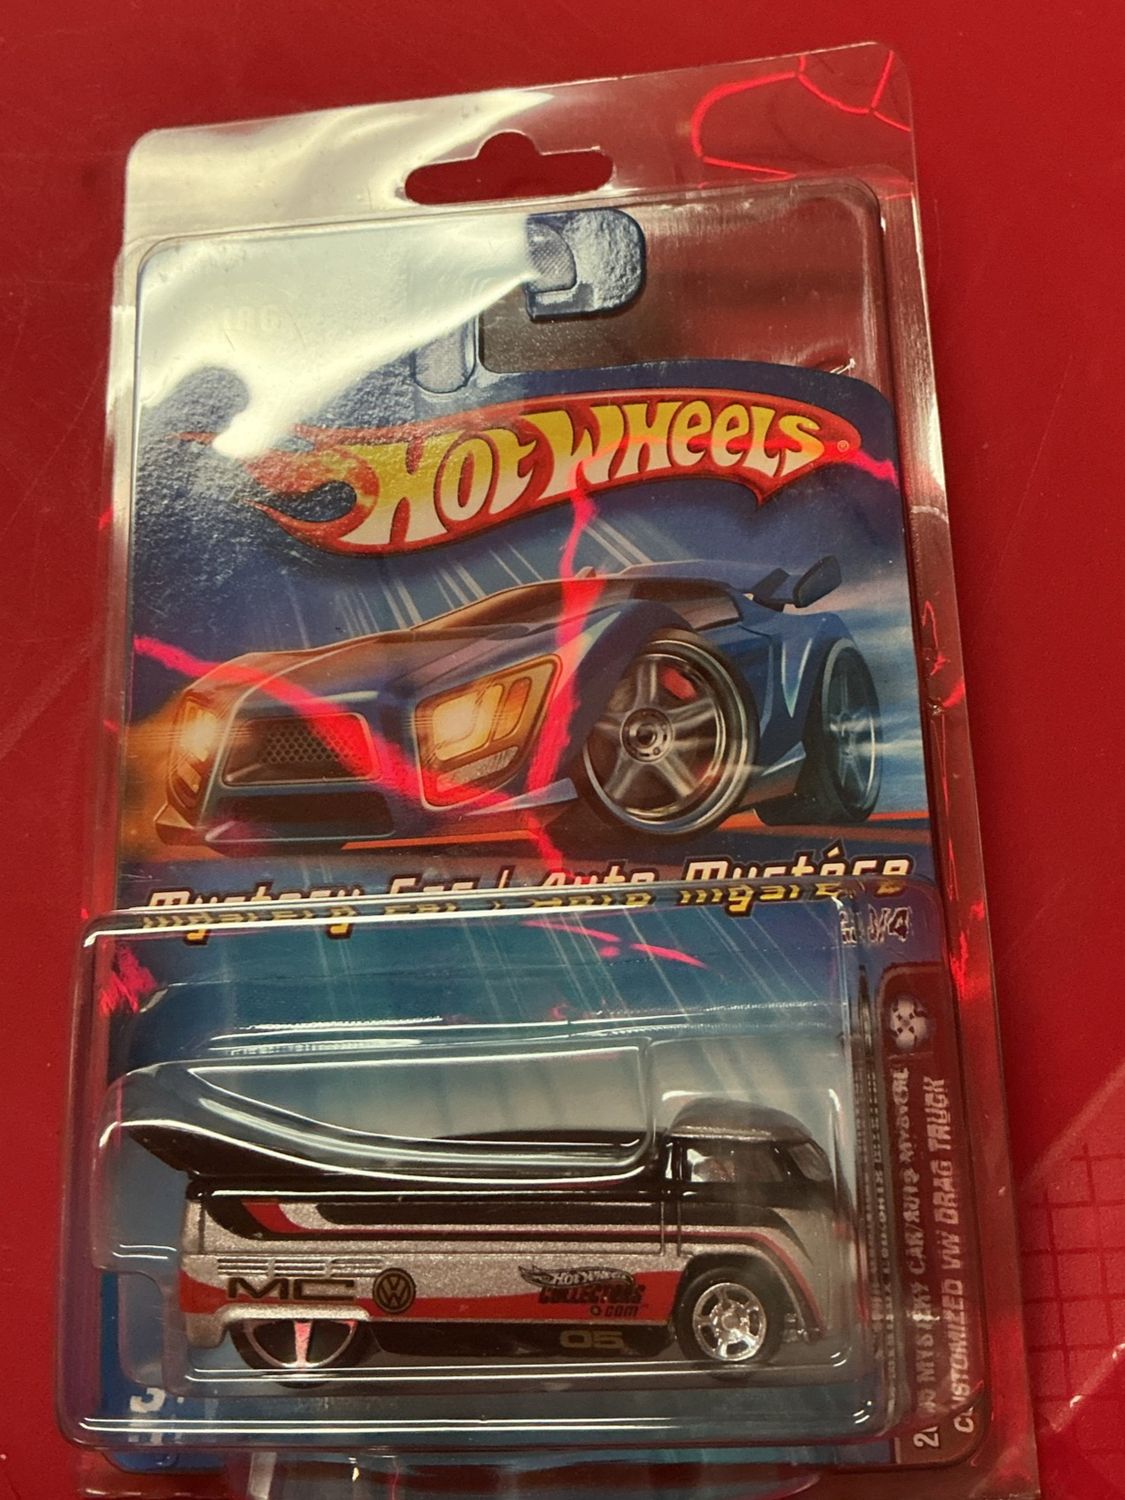 HOT WHEELS®
Mystery Car / Auto Mystère
MC
HOT WHEELS
COLLECTORS
.COM™
05
MYSTERY CAR/AUTO MYSTÈRE
CUSTOMIZED VW DRAG TRUCK